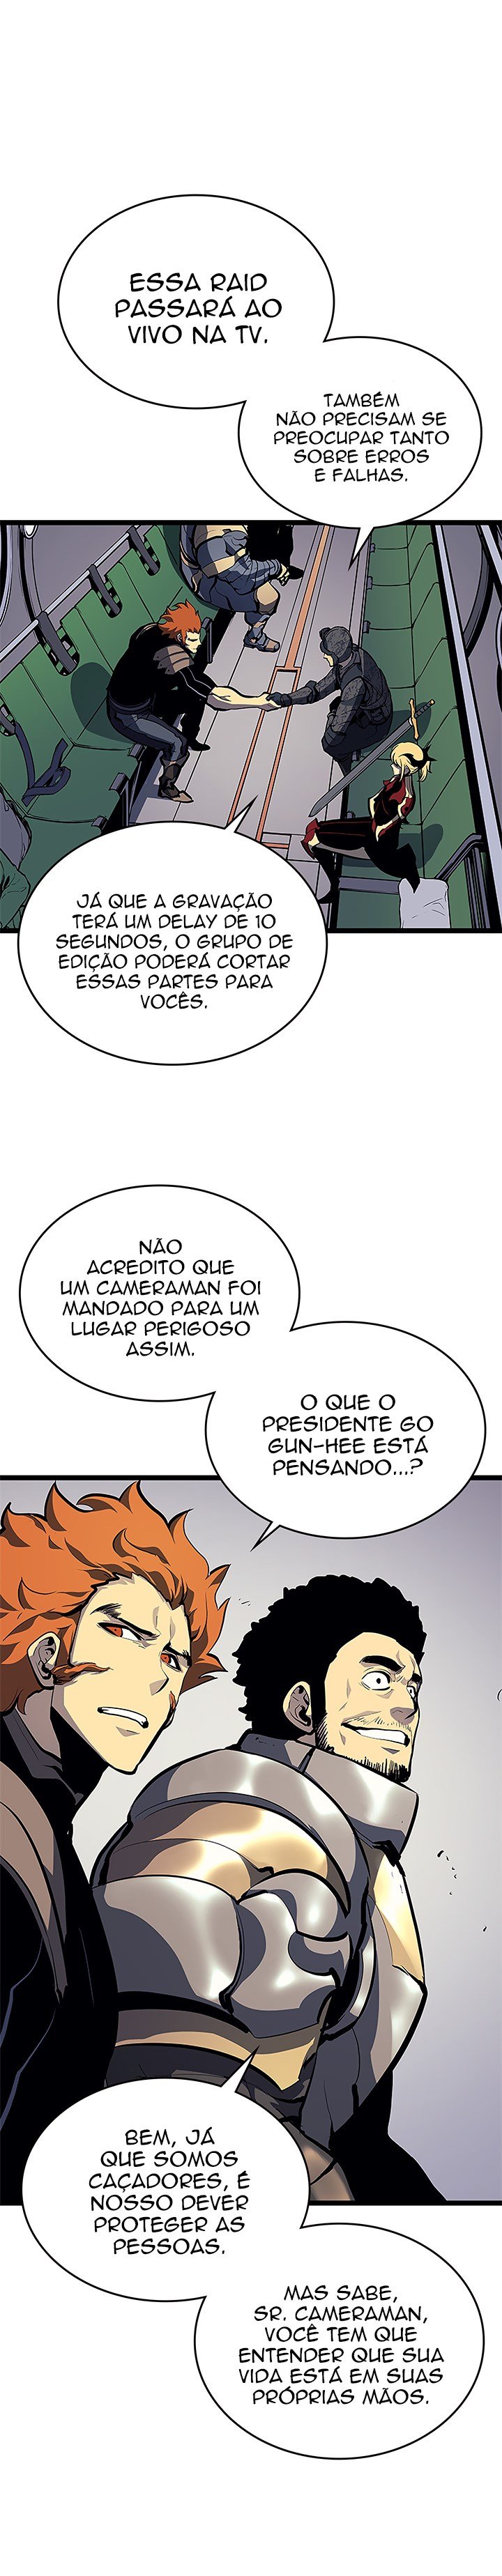 ESSA RAID
PASSARÁ AO
VIVO NA TV.
TAMBÉM
NÃO PRECISAM SE
PREOCUPAR TANTO
SOBRE ERROS
E FALHAS.
JÁ QUE A GRAVAÇÃO
TERÁ UM DELAY DE 10
SEGUNDOS, O GRUPO DE
EDIÇÃO PODERÁ CORTAR
ESSAS PARTES PARA
VOCÊS.
NÃO
ACREDITO QUE
UM CAMERAMAN FOI
MANDADO PARA UM
LUGAR PERIGOSO
ASSIM.
O QUE O
PRESIDENTE GO
GUN-HEE ESTÁ
PENSANDO...?
BEM, JÁ
QUE SOMOS
CAÇADORES, É
NOSSO DEVER
PROTEGER AS
PESSOAS.
MAS SABE,
SR. CAMERAMAN,
VOCÊ TEM QUE
ENTENDER QUE SUA
VIDA ESTÁ EM SUAS
PRÓPRIAS MÃOS.